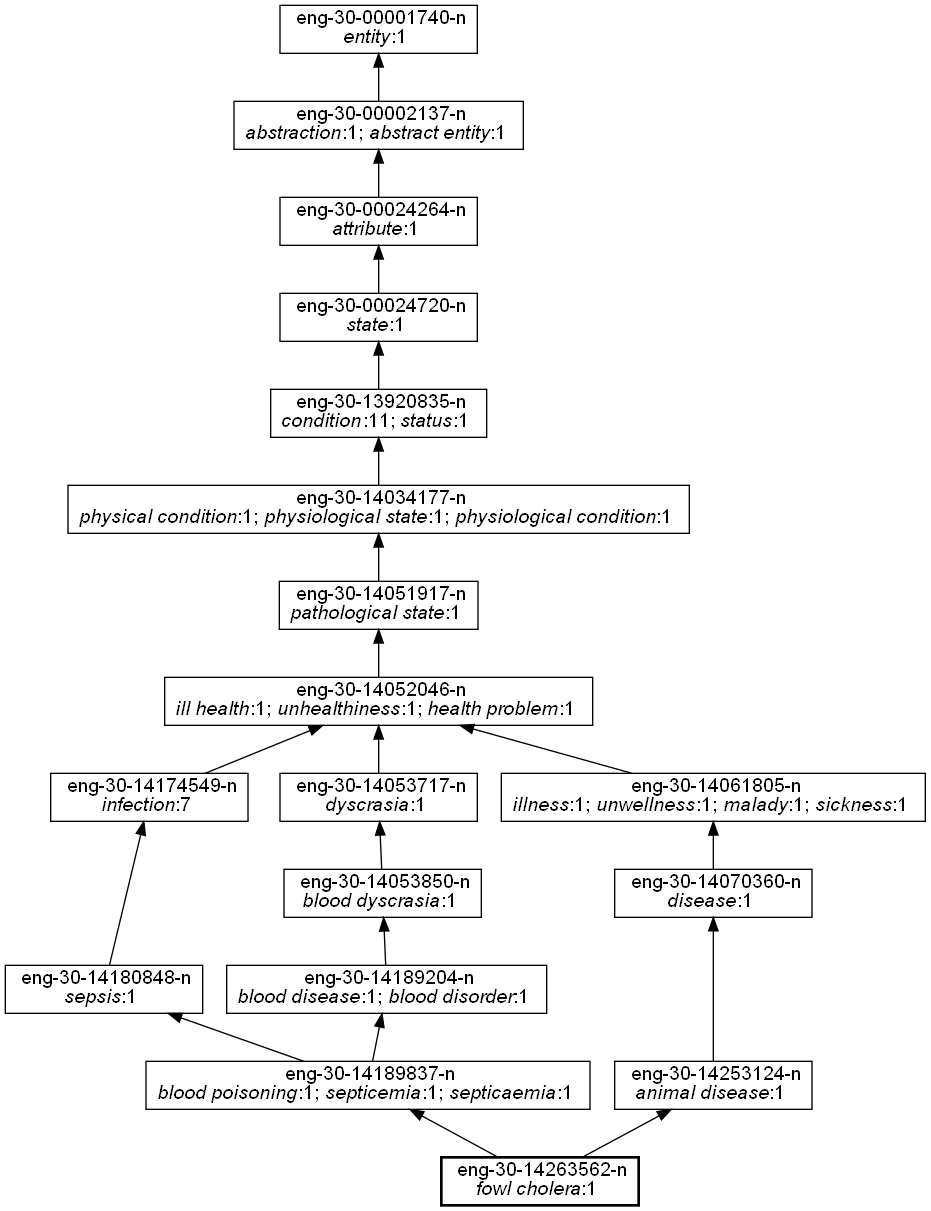 eng-30-00001740-n
entity:1
eng-30-00002137-n
abstraction:1; abstract entity:1
eng-30-00024264-n
attribute:1
eng-30-00024720-n
state:1
eng-30-13920835-n
condition:11; status:1
eng-30-14034177-n
physical condition:1; physiological state:1; physiological condition:1
eng-30-14051917-n
pathological state:1
eng-30-14052046-n
ill health:1; unhealthiness:1; health problem:1
eng-30-14174549-n
infection:7
eng-30-14053717-n
dyscrasia:1
eng-30-14061805-n
illness:1; unwellness:1; malady:1; sickness:1
eng-30-14053850-n
blood dyscrasia:1
eng-30-14070360-n
disease:1
eng-30-14180848-n
sepsis:1
eng-30-14189204-n
blood disease:1; blood disorder:1
eng-30-14189837-n
blood poisoning:1; septicemia:1; septicaemia:1
eng-30-14253124-n
animal disease:1
eng-30-14263562-n
fowl cholera:1